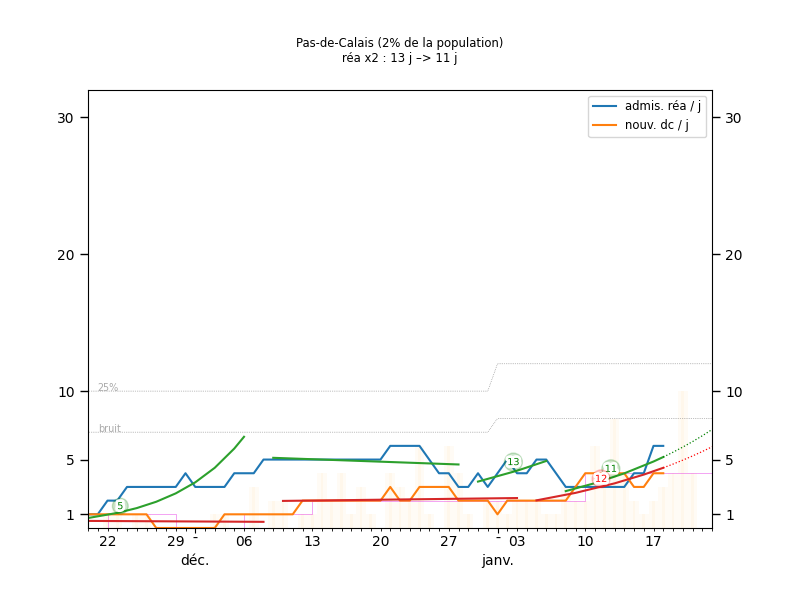 Pas-de-Calais (2% de la population)
réa x2 : 13 j –> 11 j
admis. réa / j
nouv. dc / j
30 30
20 20
10 10
5 5
1 1
25%
bruit
5
13
11
12
22 29 - 06 13 20 27 - 03 10 17
déc. janv.